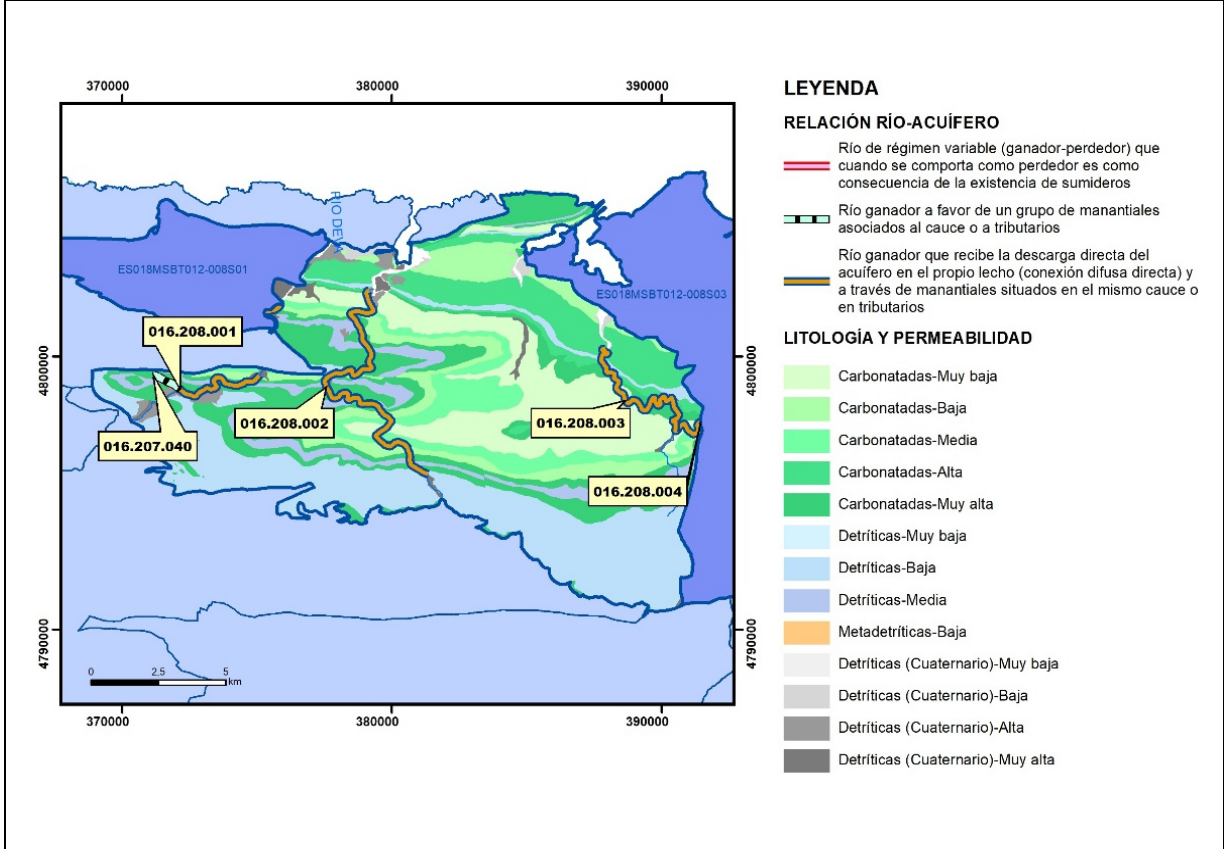 370000
380000
390000
RIO DEVA
ES018MSBT012-008S01
ES018MSBT012-008S03
016.208.001
4800000
4800000
016.208.002
016.208.003
016.207.040
016.208.004
4790000
4790000
0
2,5
5
km
370000
380000
390000
LEYENDA
RELACIÓN RÍO-ACUÍFERO
Río de régimen variable (ganador-perdedor) que
cuando se comporta como perdedor es como
consecuencia de la existencia de sumideros
Río ganador a favor de un grupo de manantiales
asociados al cauce o a tributarios
Río ganador que recibe la descarga directa del
acuífero en el propio lecho (conexión difusa directa) y
a través de manantiales situados en el mismo cauce o
en tributarios
LITOLOGÍA Y PERMEABILIDAD
Carbonatadas-Muy baja
Carbonatadas-Baja
Carbonatadas-Media
Carbonatadas-Alta
Carbonatadas-Muy alta
Detríticas-Muy baja
Detríticas-Baja
Detríticas-Media
Metadetríticas-Baja
Detríticas (Cuaternario)-Muy baja
Detríticas (Cuaternario)-Baja
Detríticas (Cuaternario)-Alta
Detríticas (Cuaternario)-Muy alta